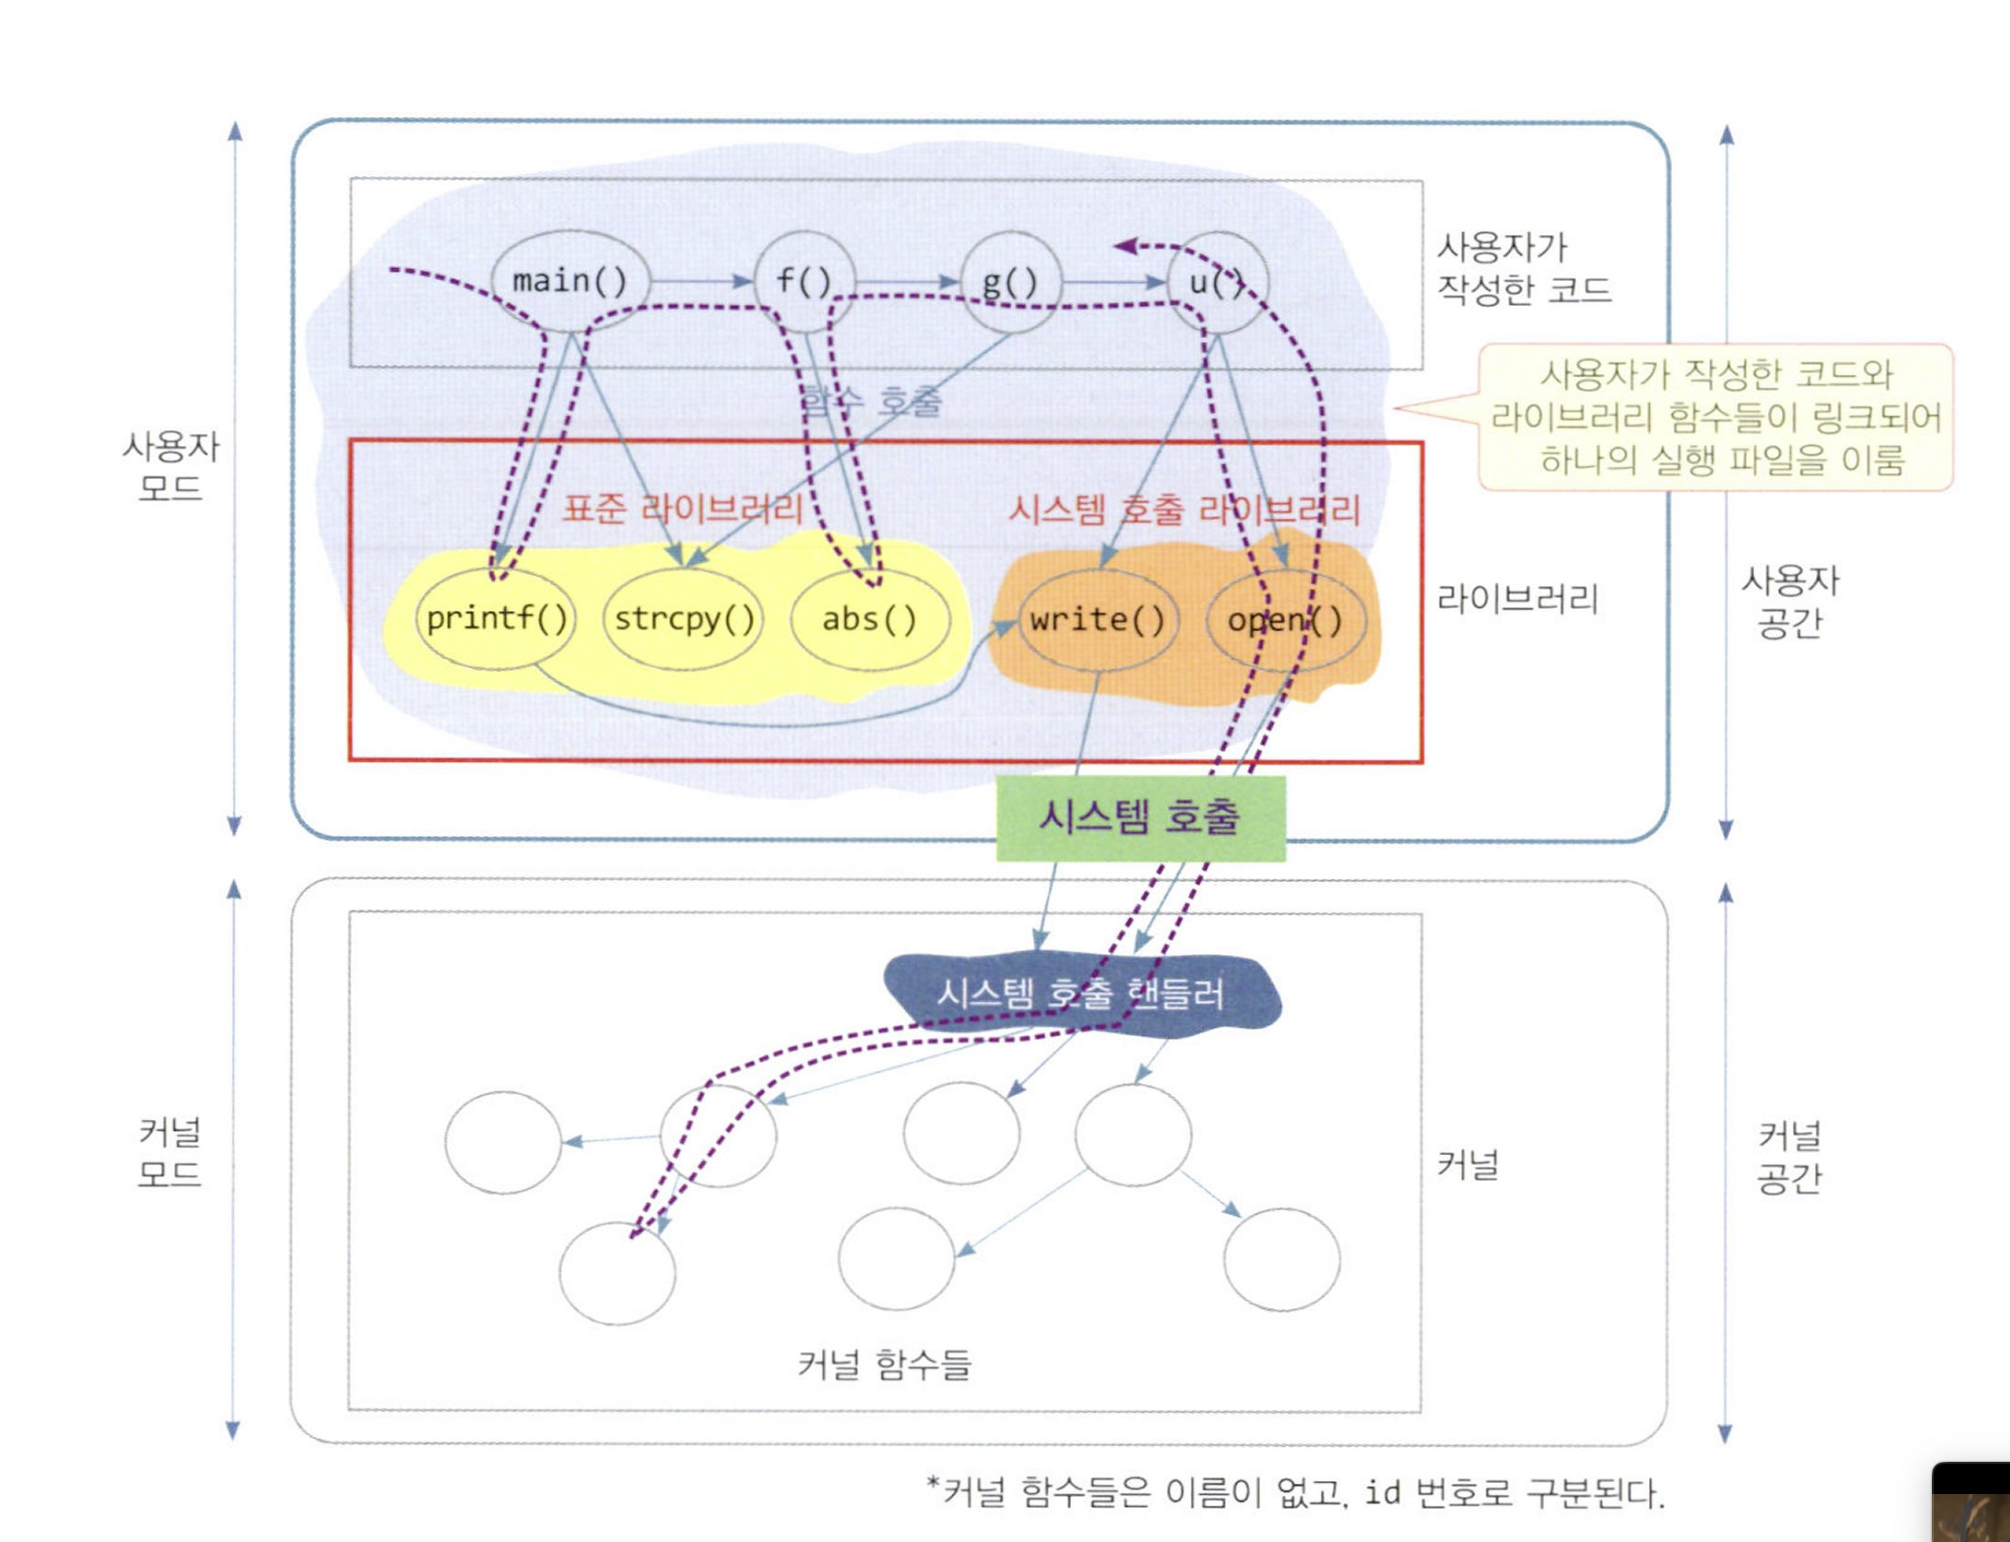 main()
f()
g()
u()
사용자가
작성한 코드
사용자가 작성한 코드와
라이브러리 함수들이 링크되어
하나의 실행 파일을 이룸
함수 호출
사용자
모드
표준 라이브러리
시스템 호출 라이브러리
printf()
strcpy()
abs()
write()
open()
라이브러리
사용자
공간
시스템 호출
시스템 호출 핸들러
커널
모드
커널
커널
공간
커널 함수들
*커널 함수들은 이름이 없고, id 번호로 구분된다.